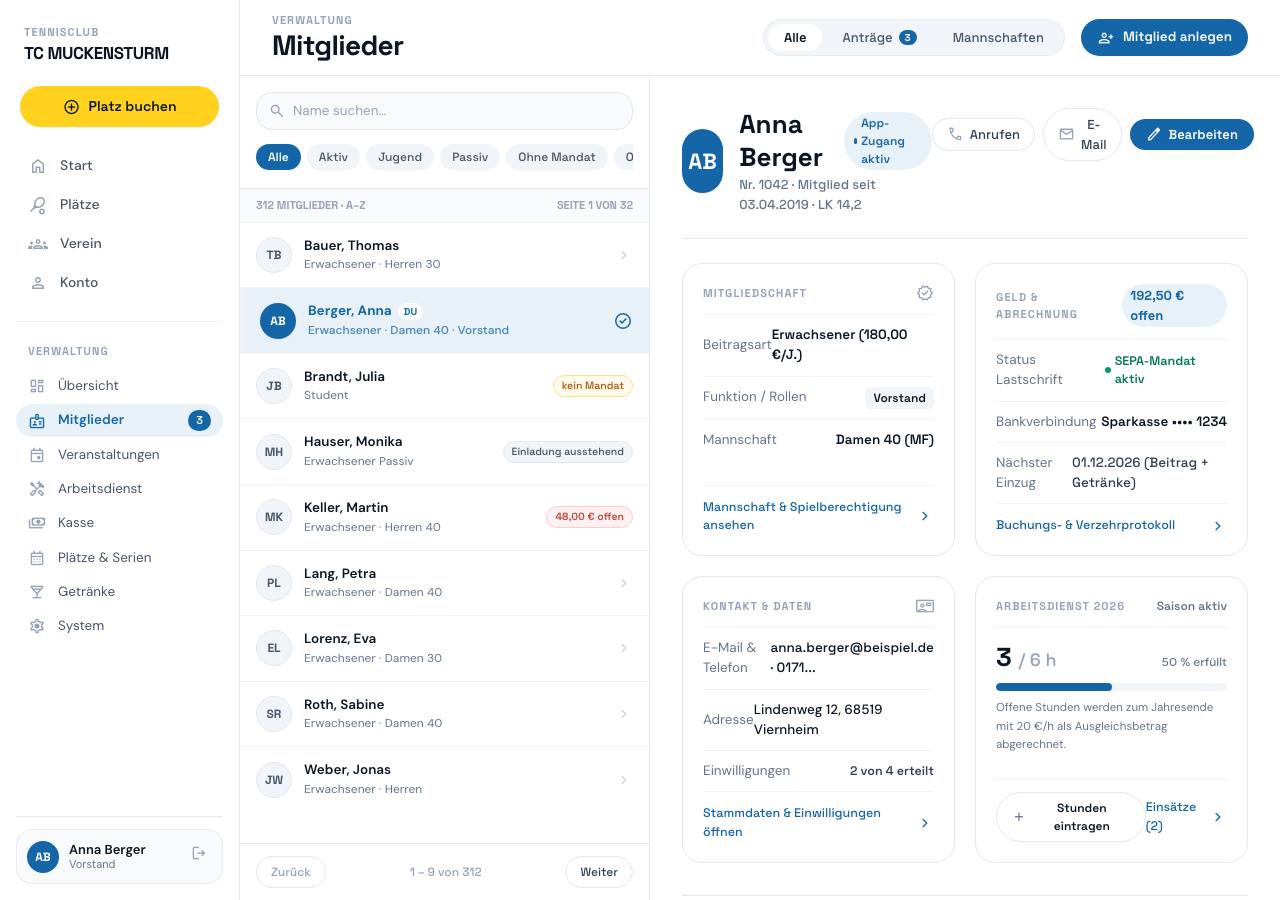 TENNISCLUB
TC MUCKENSTURM
Platz buchen
Start
Plätze
Verein
Konto
VERWALTUNG
Übersicht
Mitglieder 3
Veranstaltungen
Arbeitsdienst
Kasse
Plätze & Serien
Getränke
System
AB
Anna Berger
Vorstand
VERWALTUNG
Mitglieder
Alle Anträge 3 Mannschaften
Mitglied anlegen
Name suchen…
Alle Aktiv Jugend Passiv Ohne Mandat
312 MITGLIEDER · A–Z SEITE 1 VON 32
TB
Bauer, Thomas
Erwachsener · Herren 30
AB
Berger, Anna DU
Erwachsener · Damen 40 · Vorstand
JB
Brandt, Julia
Student
kein Mandat
MH
Hauser, Monika
Erwachsener Passiv
Einladung ausstehend
MK
Keller, Martin
Erwachsener · Herren 40
48,00 € offen
PL
Lang, Petra
Erwachsener · Damen 40
EL
Lorenz, Eva
Erwachsener · Damen 30
SR
Roth, Sabine
Erwachsener · Damen 40
JW
Weber, Jonas
Erwachsener · Herren
Zurück 1 – 9 von 312 Weiter
AB
Anna
Berger
App-
Zugang
aktiv
Nr. 1042 · Mitglied seit
03.04.2019 · LK 14,2
Anrufen
E-
Mail
Bearbeiten
MITGLIEDSCHAFT
Beitragsart Erwachsener (180,00
€/J.)
Funktion / Rollen Vorstand
Mannschaft Damen 40 (MF)
Mannschaft & Spielberechtigung
ansehen
GELD &
ABRECHNUNG
192,50 €
offen
Status
Lastschrift
SEPA-Mandat
aktiv
Bankverbindung Sparkasse •••• 1234
Nächster
Einzug
01.12.2026 (Beitrag +
Getränke)
Buchungs- & Verzehrprotokoll
KONTAKT & DATEN
E-Mail &
Telefon
anna.berger@beispiel.de
· 0171…
Adresse Lindenweg 12, 68519
Viernheim
Einwilligungen 2 von 4 erteilt
Stammdaten & Einwilligungen
öffnen
ARBEITSDIENST 2026 Saison aktiv
3 / 6 h 50 % erfüllt
Offene Stunden werden zum Jahresende
mit 20 €/h als Ausgleichsbetrag
abgerechnet.
Stunden
eintragen
Einsätze
(2)